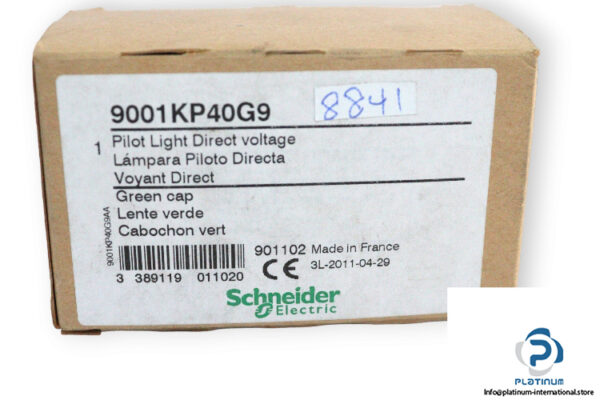 9001KP40G9
8841
1
Pilot Light Direct voltage
Lámpara Piloto Directa
Voyant Direct
Green cap
Lente verde
Cabochon vert
9001KP40G9AA
3 389119 011020
901102 Made in France
CE 3L-2011-04-29
Schneider
Electric
PLATINUM
Info@platinum-international.store